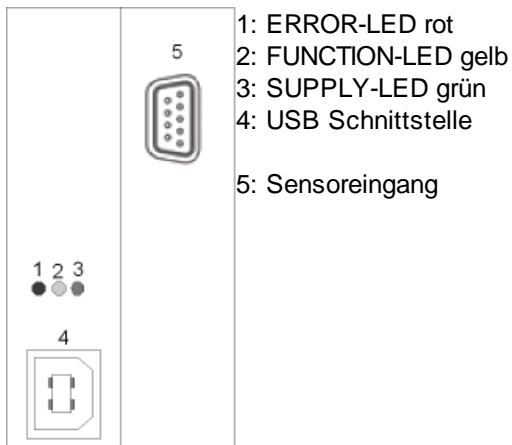 1: ERROR-LED rot
5
2: FUNCTION-LED gelb
3: SUPPLY-LED grün
4: USB Schnittstelle
5: Sensoreingang
1 2 3
4